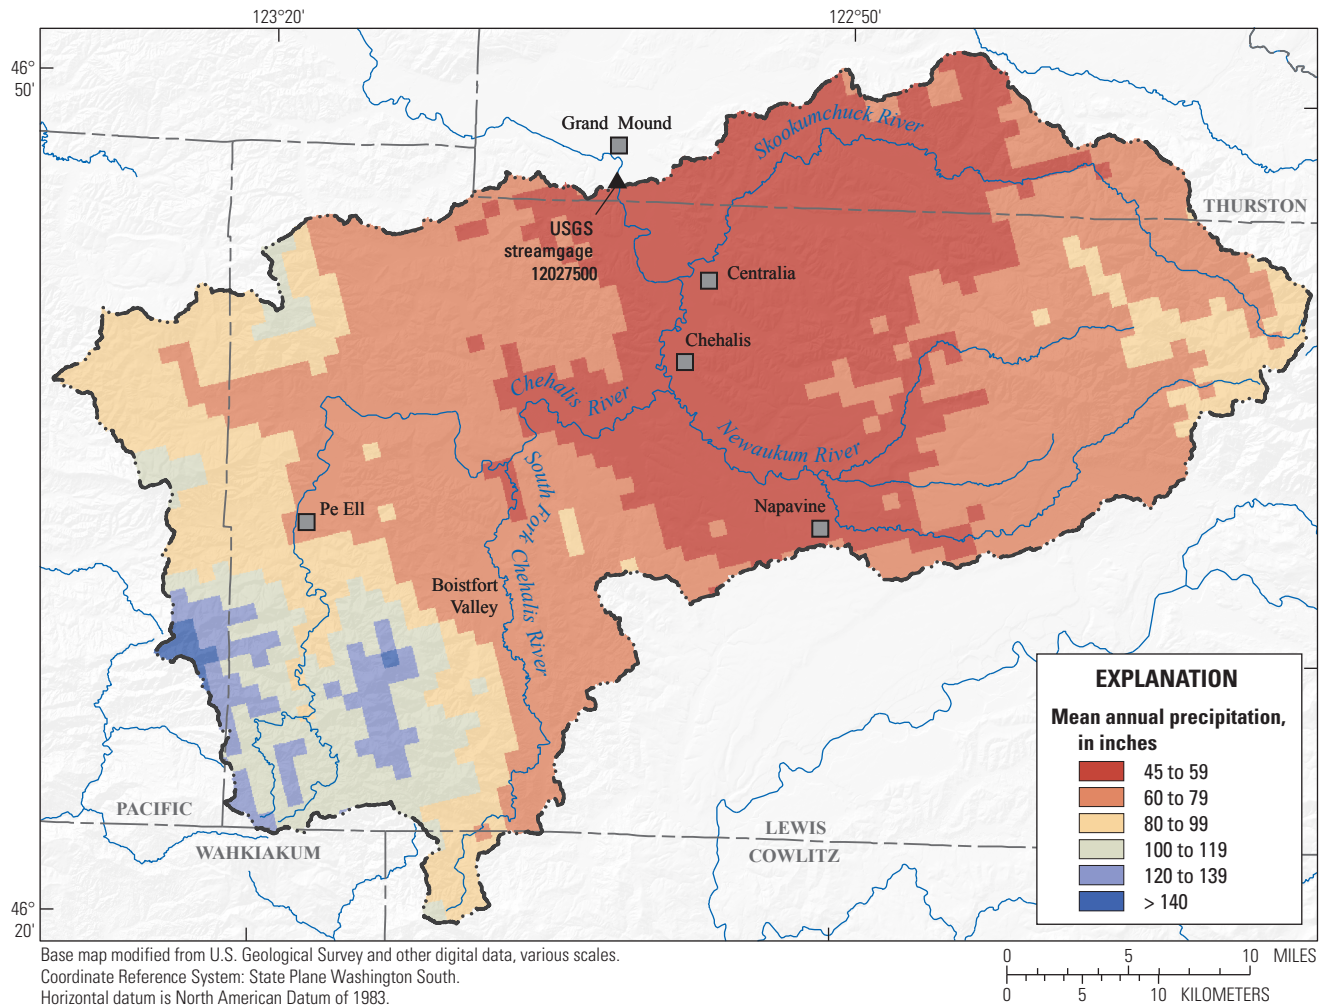 123°20'
122°50'
46°
50'
Grand Mound
Skookumchuck River
THURSTON
USGS
streamgage
12027500
Centralia
Chehalis
Chehalis River
Newaukum River
South Fork Chehalis River
Napavine
Pe Ell
Boistfort
Valley
PACIFIC
WAHKIAKUM
LEWIS
COWLITZ
46°
20'
EXPLANATION
Mean annual precipitation,
in inches
45 to 59
60 to 79
80 to 99
100 to 119
120 to 139
> 140
Base map modified from U.S. Geological Survey and other digital data, various scales.
Coordinate Reference System: State Plane Washington South.
Horizontal datum is North American Datum of 1983.
0 5 10 MILES
0 5 10 KILOMETERS